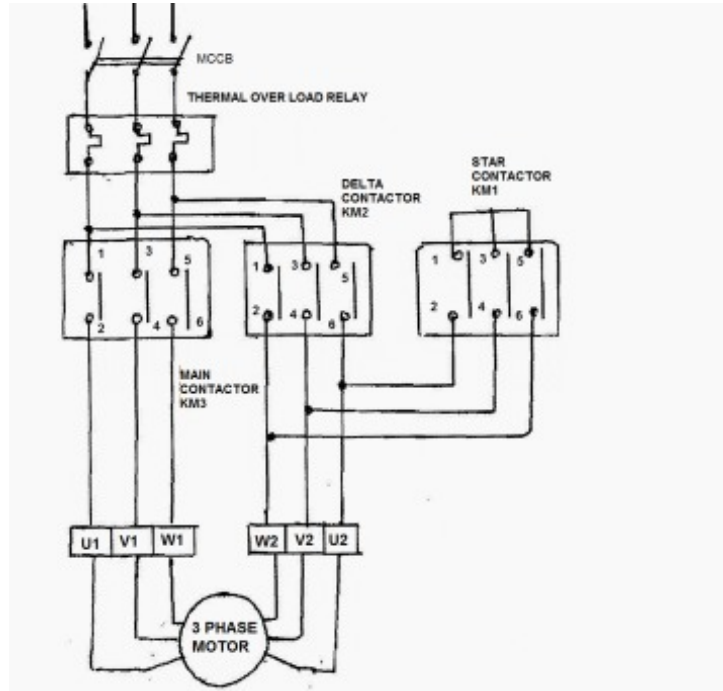 MCCB
THERMAL OVER LOAD RELAY
STAR
CONTACTOR
KM1
DELTA
CONTACTOR
KM2
1 3 5
1 3 5
1 3 5
2 4 6
2 4 6
2 4 6
MAIN
CONTACTOR
KM3
U1 V1 W1
W2 V2 U2
3 PHASE
MOTOR